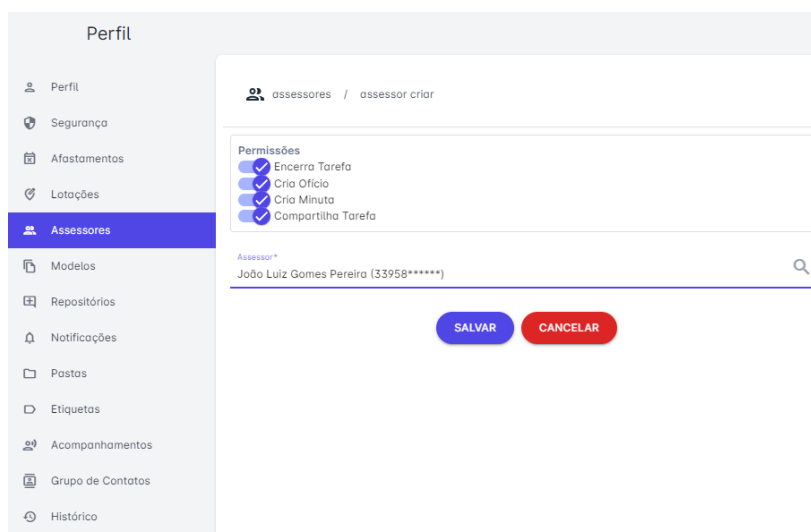 Perfil
Perfil
Segurança
Afastamentos
Lotações
Assessores
Modelos
Repositórios
Notificações
Pastas
Etiquetas
Acompanhamentos
Grupo de Contatos
Histórico
assessores / assessor criar
Permissões
Encerra Tarefa
Cria Ofício
Cria Minuta
Compartilha Tarefa
Assessor*
João Luiz Gomes Pereira (33958******)
SALVAR CANCELAR